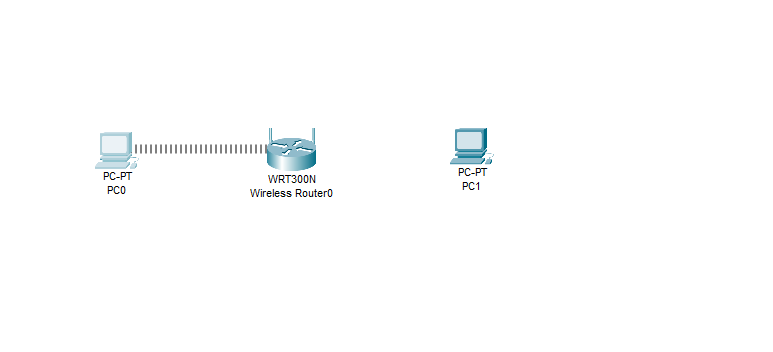 PC-PT
PC0
WRT300N
Wireless Router0
PC-PT
PC1